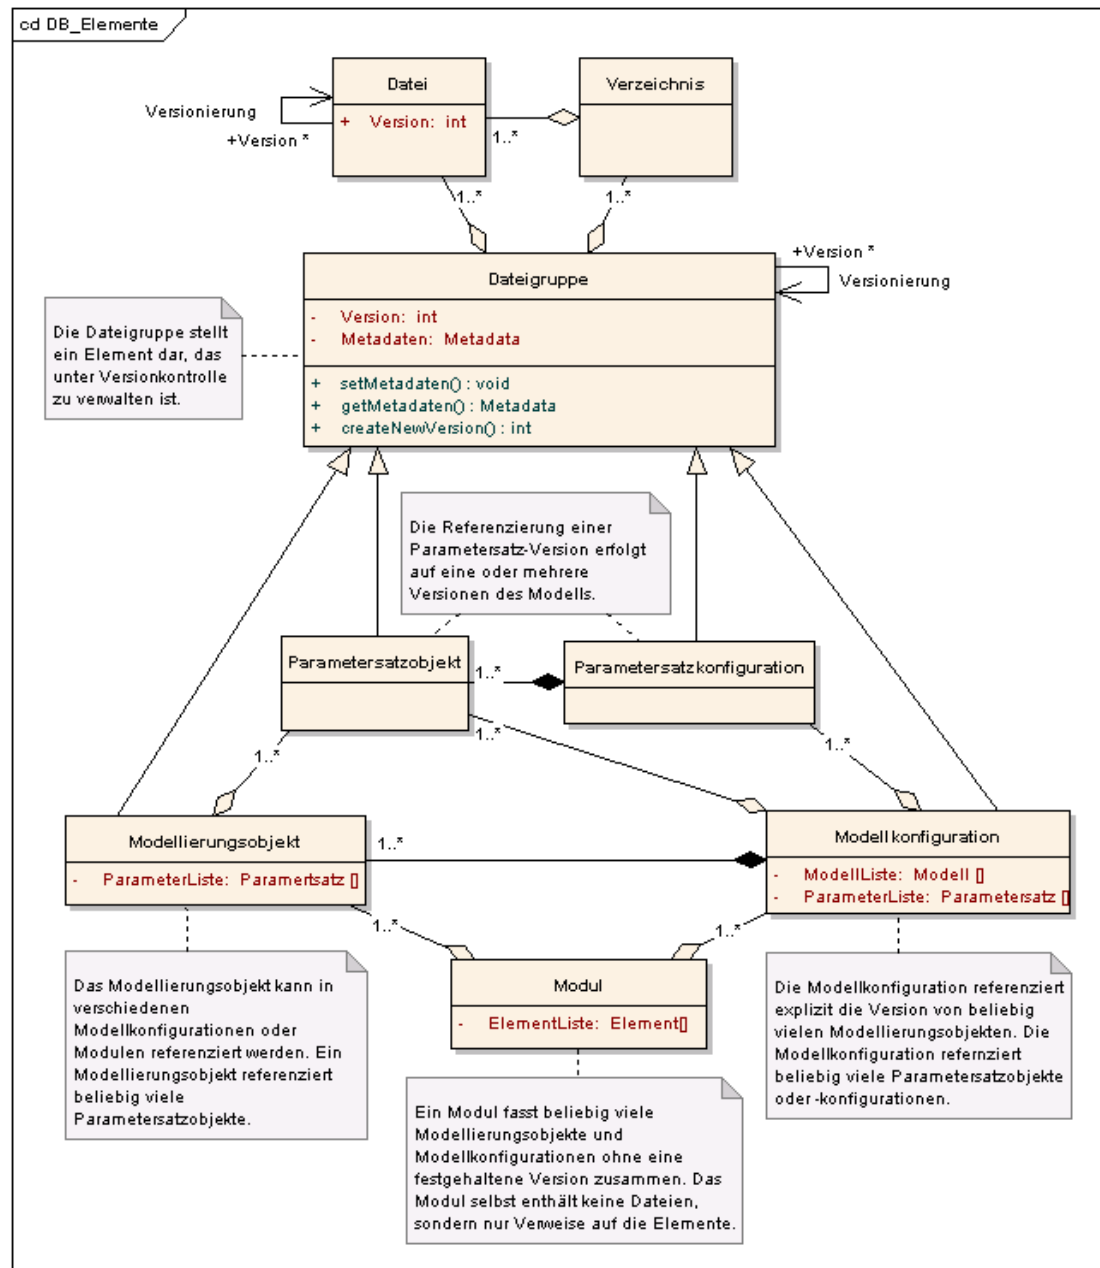 cd DB_Elemente
Datei
+ Version: int
Versionierung
+Version *
1..*
Verzeichnis
1..*
1..*
Dateigruppe
- Version: int
- Metadaten: Metadata
+ setMetadaten() : void
+ getMetadaten() : Metadata
+ createNewVersion() : int
+Version *
Versionierung
Die Dateigruppe stellt
ein Element dar, das
unter Versionkontrolle
zu verwalten ist.
Die Referenzierung einer
Parametersatz-Version erfolgt
auf eine oder mehrere
Versionen des Modells.
Parametersatzobjekt
1..*
Parametersatzkonfiguration
1..*
1..*
1..*
Modellierungsobjekt
- ParameterListe: Paramertsatz []
1..*
Modellkonfiguration
- ModellListe: Modell []
- ParameterListe: Parametersatz []
1..*
1..*
Modul
- ElementListe: Element[]
Das Modellierungsobjekt kann in
verschiedenen
Modellkonfigurationen oder
Modulen referenziert werden. Ein
Modellierungsobjekt referenziert
beliebig viele
Parametersatzobjekte.
Ein Modul fasst beliebig viele
Modellierungsobjekte und
Modellkonfigurationen ohne eine
festgehaltene Version zusammen. Das
Modul selbst enthält keine Dateien,
sondern nur Verweise auf die Elemente.
Die Modellkonfiguration referenziert
explizit die Version von beliebig
vielen Modellierungsobjekten. Die
Modellkonfiguration refernziert
beliebig viele Parametersatzobjekte
oder -konfigurationen.